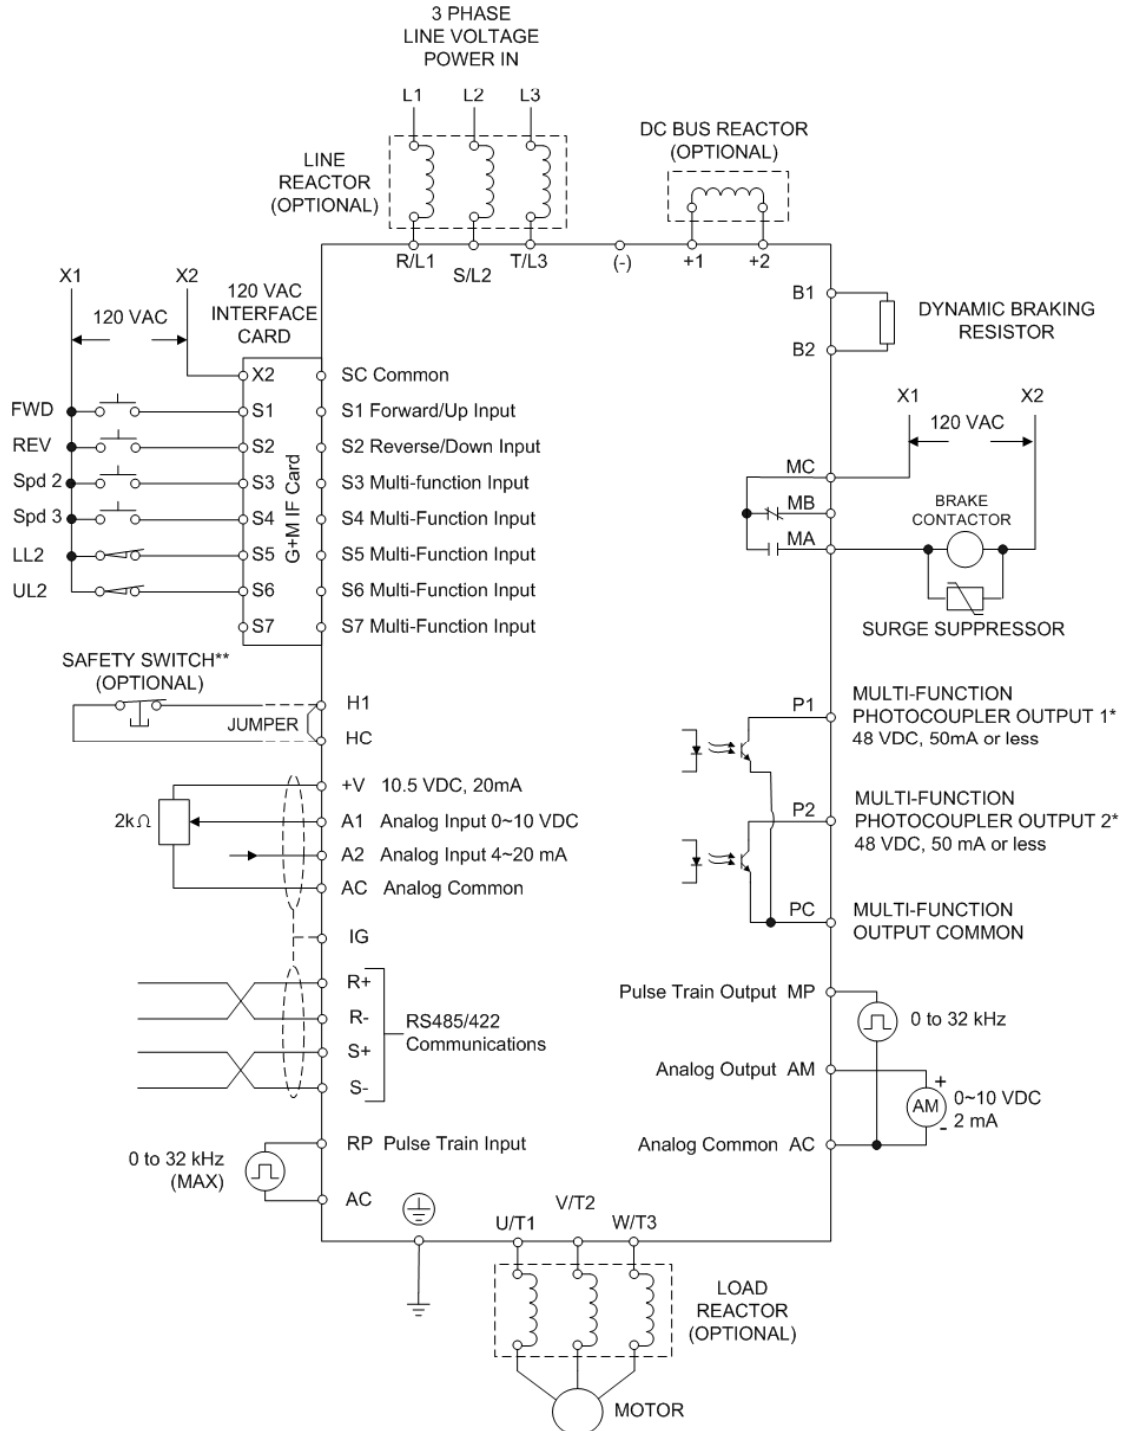 3 PHASE
LINE VOLTAGE
POWER IN
L1 L2 L3
LINE
REACTOR
(OPTIONAL)
DC BUS REACTOR
(OPTIONAL)
R/L1 S/L2 T/L3 (-) +1 +2
X1 X2
120 VAC
120 VAC
INTERFACE
CARD
B1
B2
DYNAMIC BRAKING
RESISTOR
X2 SC Common
FWD S1 S1 Forward/Up Input
REV S2 S2 Reverse/Down Input
Spd 2 S3 S3 Multi-function Input
Spd 3 S4 S4 Multi-Function Input
LL2 S5 S5 Multi-Function Input
UL2 S6 S6 Multi-Function Input
S7 S7 Multi-Function Input
G+M IF Card
X1 X2
120 VAC
MC
MB
MA
BRAKE
CONTACTOR
SURGE SUPPRESSOR
SAFETY SWITCH**
(OPTIONAL)
JUMPER
H1
HC
P1
MULTI-FUNCTION
PHOTOCOUPLER OUTPUT 1*
48 VDC, 50mA or less
2kΩ
+V 10.5 VDC, 20mA
A1 Analog Input 0~10 VDC
A2 Analog Input 4~20 mA
AC Analog Common
P2
MULTI-FUNCTION
PHOTOCOUPLER OUTPUT 2*
48 VDC, 50 mA or less
PC
MULTI-FUNCTION
OUTPUT COMMON
IG
R+
R-
S+
S-
RS485/422
Communications
Pulse Train Output MP
0 to 32 kHz
Analog Output AM
+
AM
-
0~10 VDC
2 mA
Analog Common AC
RP Pulse Train Input
0 to 32 kHz
(MAX)
AC
U/T1 V/T2 W/T3
LOAD
REACTOR
(OPTIONAL)
MOTOR